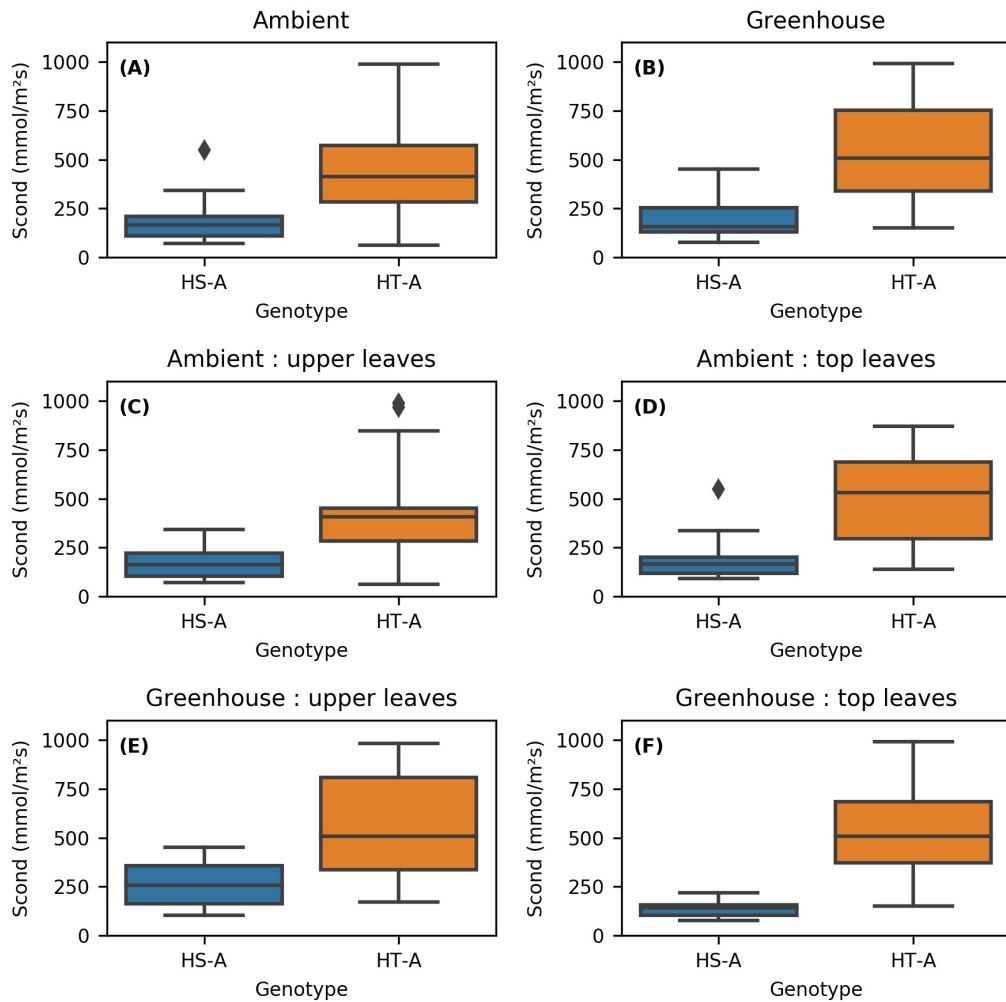 Ambient
(A)
1000
750
500
250
0
Scond (mmol/m²s)
HS-A HT-A
Genotype
Greenhouse
(B)
1000
750
500
250
0
Scond (mmol/m²s)
HS-A HT-A
Genotype
Ambient : upper leaves
(C)
1000
750
500
250
0
Scond (mmol/m²s)
HS-A HT-A
Genotype
Ambient : top leaves
(D)
1000
750
500
250
0
Scond (mmol/m²s)
HS-A HT-A
Genotype
Greenhouse : upper leaves
(E)
1000
750
500
250
0
Scond (mmol/m²s)
HS-A HT-A
Genotype
Greenhouse : top leaves
(F)
1000
750
500
250
0
Scond (mmol/m²s)
HS-A HT-A
Genotype